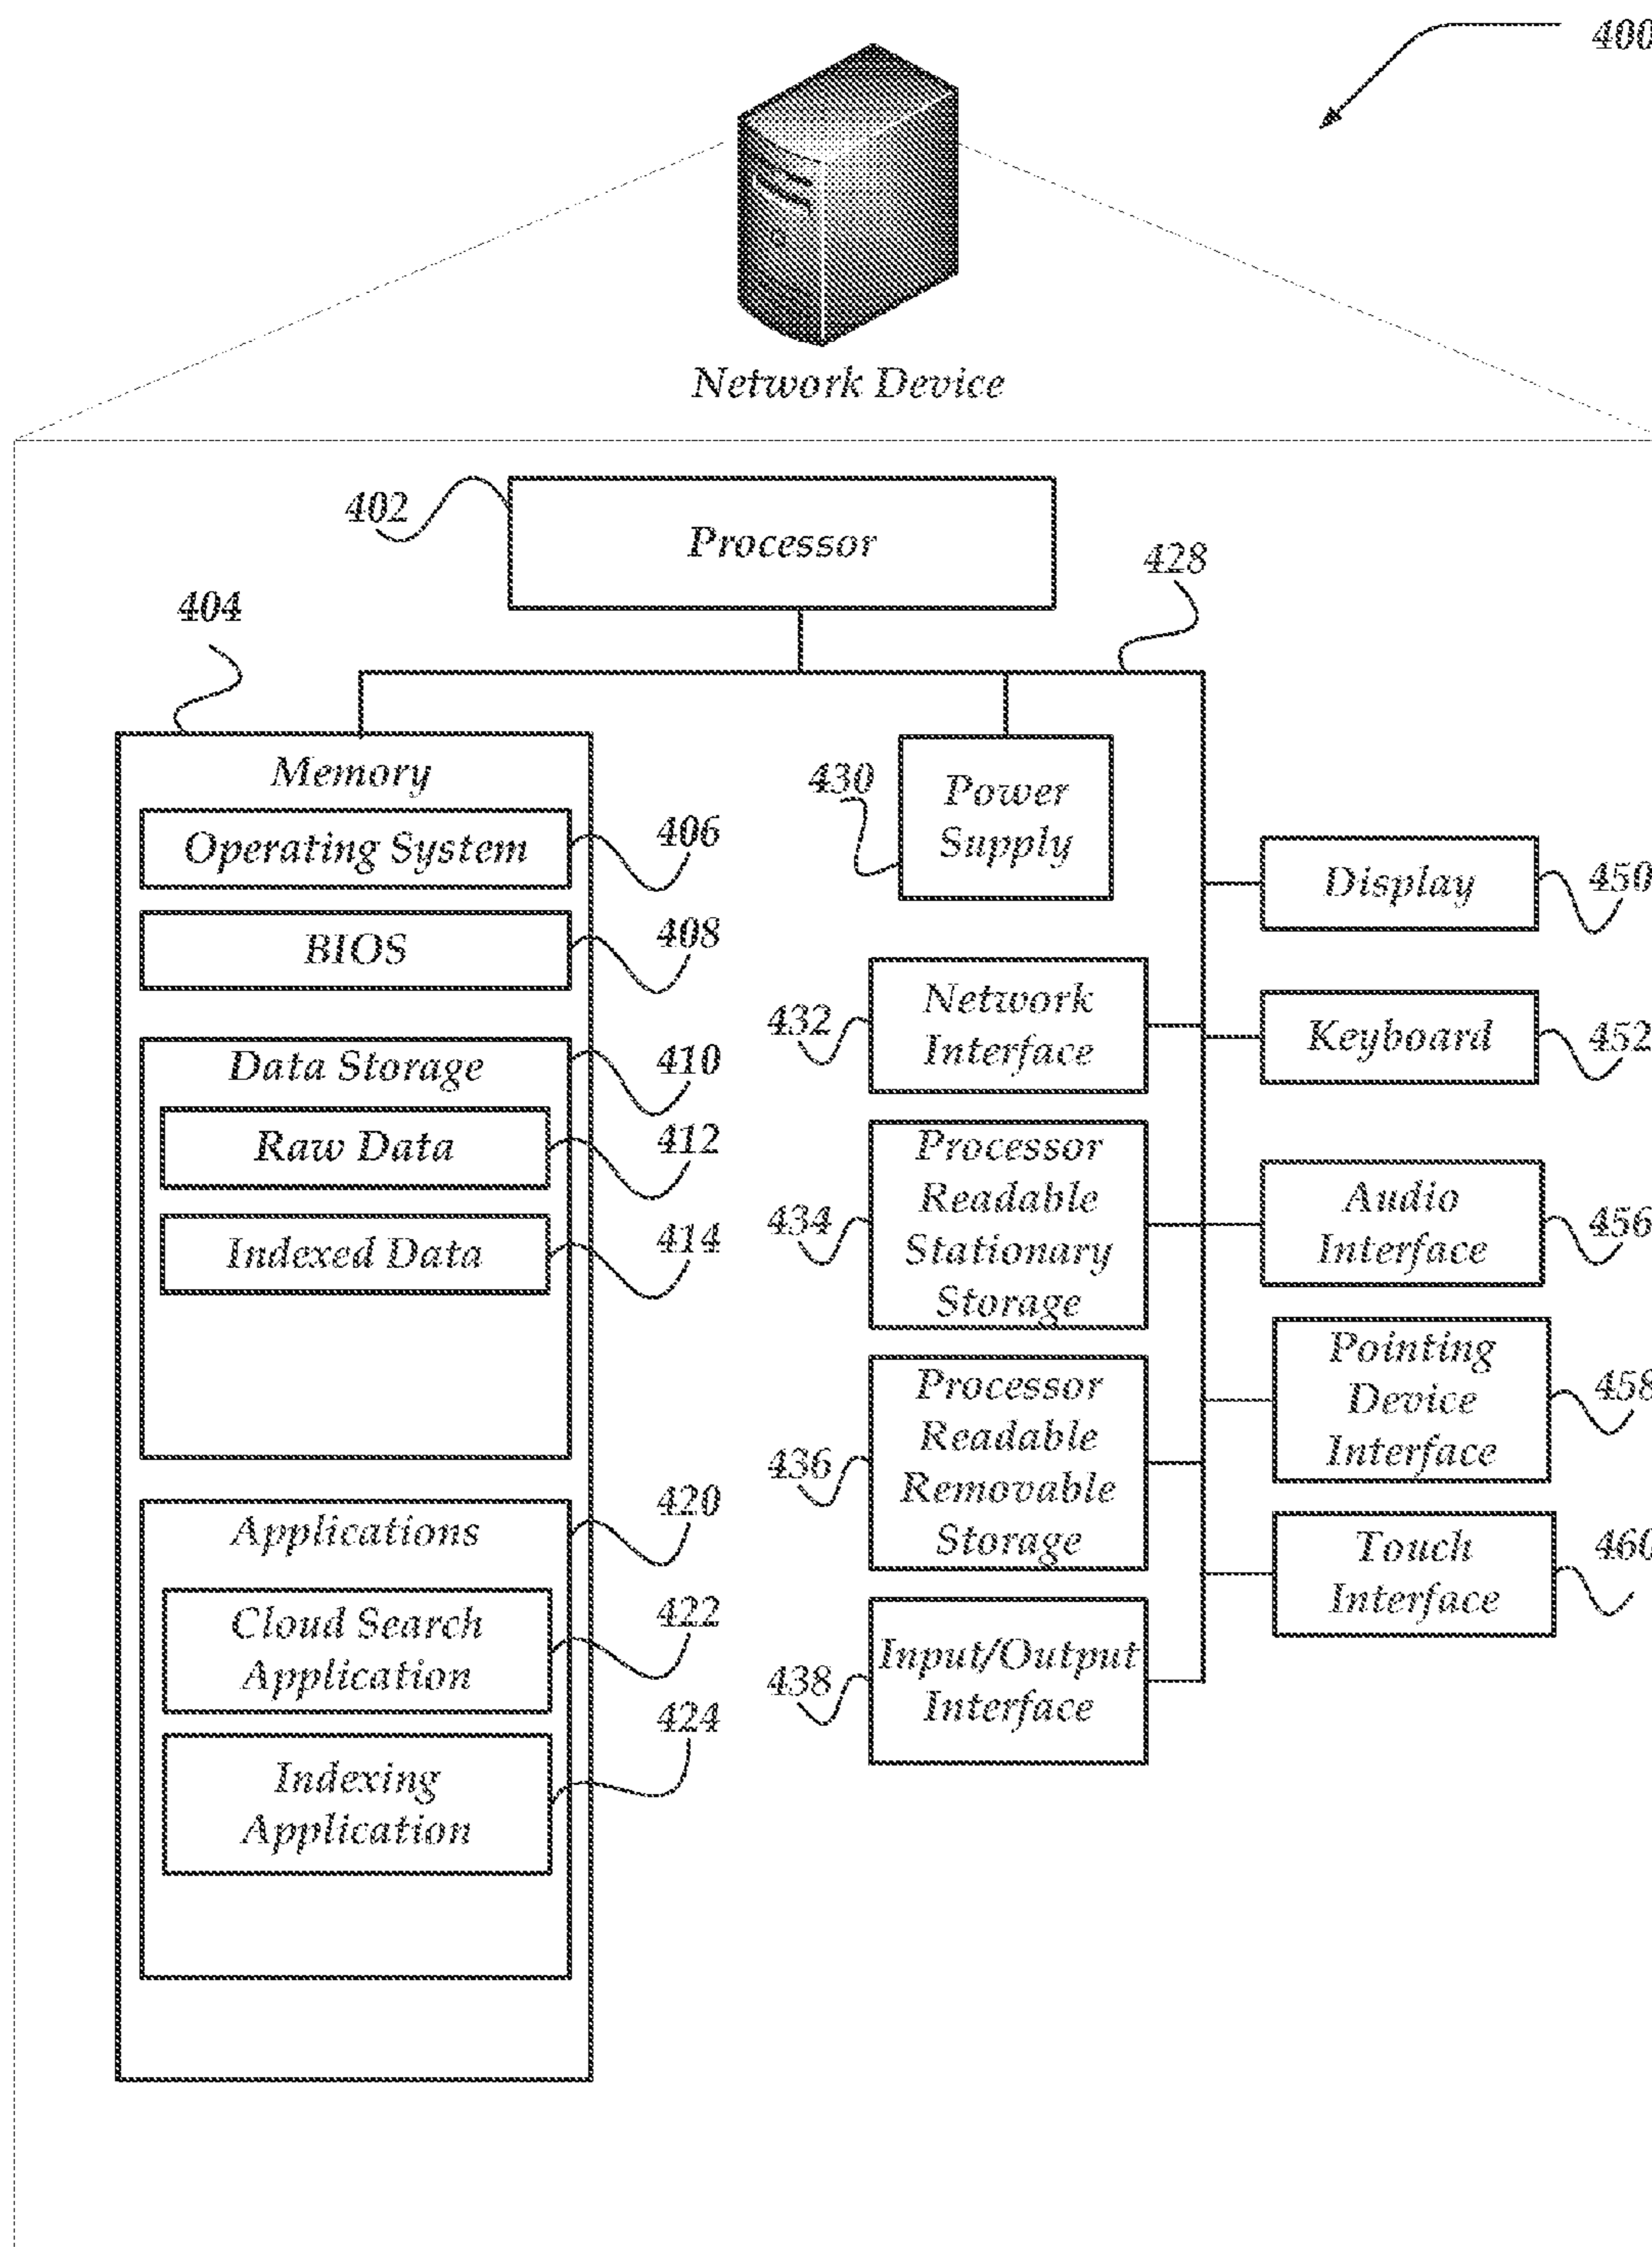 400
Network Device
402
Processor
428
404
Memory
Operating System
406
BIOS
408
Data Storage
410
Raw Data
412
Indexed Data
414
Applications
420
Cloud Search
Application
422
Indexing
Application
424
430
Power
Supply
432
Network
Interface
434
Processor
Readable
Stationary
Storage
436
Processor
Readable
Removable
Storage
438
Input/Output
Interface
Display
450
Keyboard
452
Audio
Interface
456
Pointing
Device
Interface
458
Touch
Interface
460